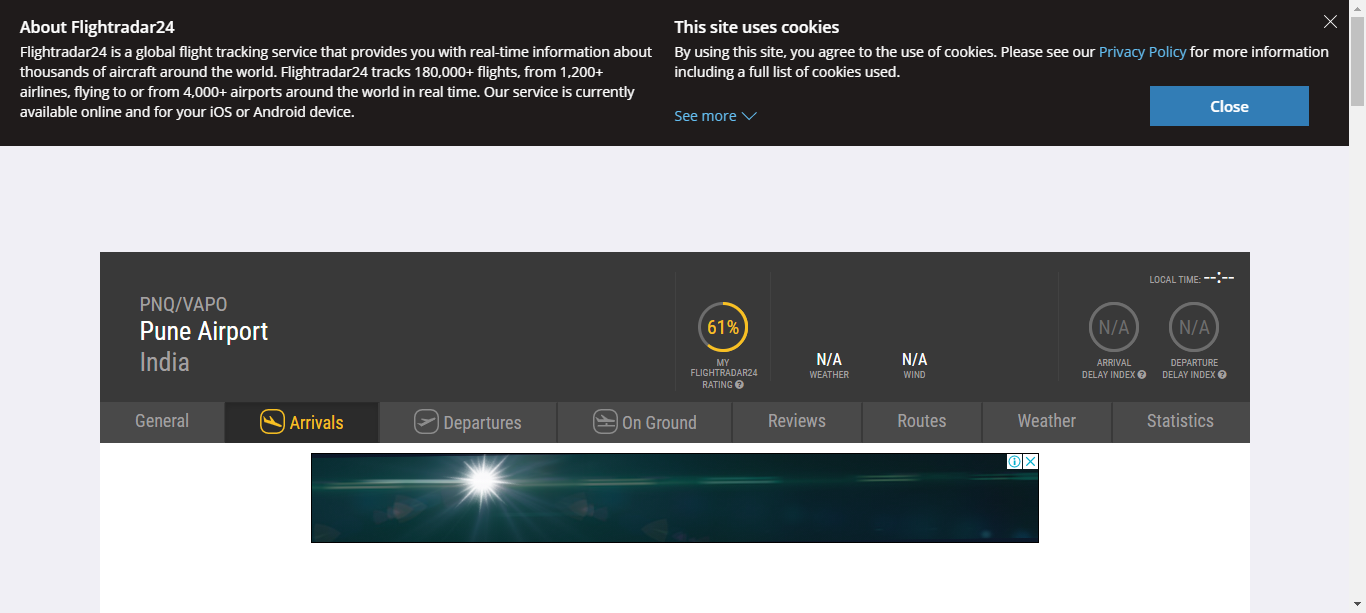 About Flightradar24
Flightradar24 is a global flight tracking service that provides you with real-time information about
thousands of aircraft around the world. Flightradar24 tracks 180,000+ flights, from 1,200+
airlines, flying to or from 4,000+ airports around the world in real time. Our service is currently
available online and for your iOS or Android device.
This site uses cookies
By using this site, you agree to the use of cookies. Please see our Privacy Policy for more information
including a full list of cookies used.
See more
Close
PNQ/VAPO
Pune Airport
India
61%
MY
FLIGHTRADAR24
RATING
N/A
WEATHER
N/A
WIND
LOCAL TIME: --:--
N/A
ARRIVAL
DELAY INDEX
N/A
DEPARTURE
DELAY INDEX
General
Arrivals
Departures
On Ground
Reviews
Routes
Weather
Statistics